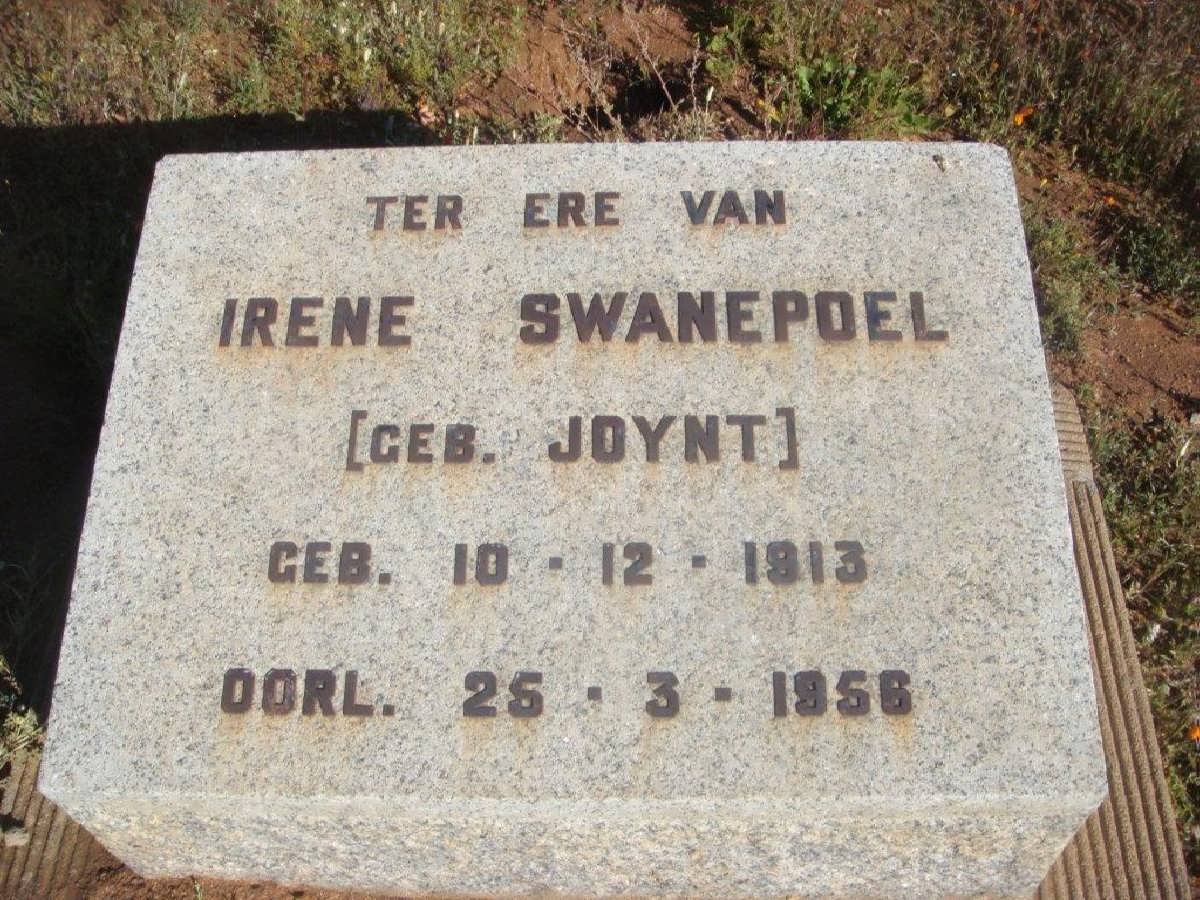 TER ERE VAN
IRENE SWANEPOEL
[GEB. JOYNT]
GEB. 10 - 12 - 1913
OORL. 25 - 3 - 1956